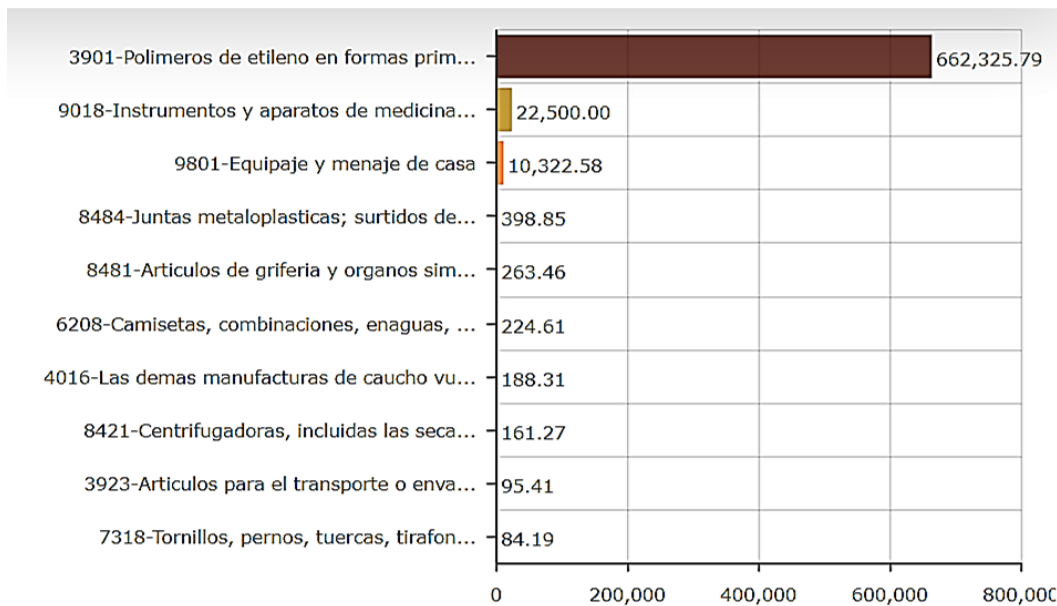 3901-Polimeros de etileno en formas prim... 662,325.79
9018-Instrumentos y aparatos de medicina... 22,500.00
9801-Equipaje y menaje de casa 10,322.58
8484-Juntas metaloplasticas; surtidos de... 398.85
8481-Articulos de griferia y organos sim... 263.46
6208-Camisetas, combinaciones, enaguas, ... 224.61
4016-Las demas manufacturas de caucho vu... 188.31
8421-Centrifugadoras, incluidas las seca... 161.27
3923-Articulos para el transporte o enva... 95.41
7318-Tornillos, pernos, tuercas, tirafon... 84.19
0 200,000 400,000 600,000 800,000